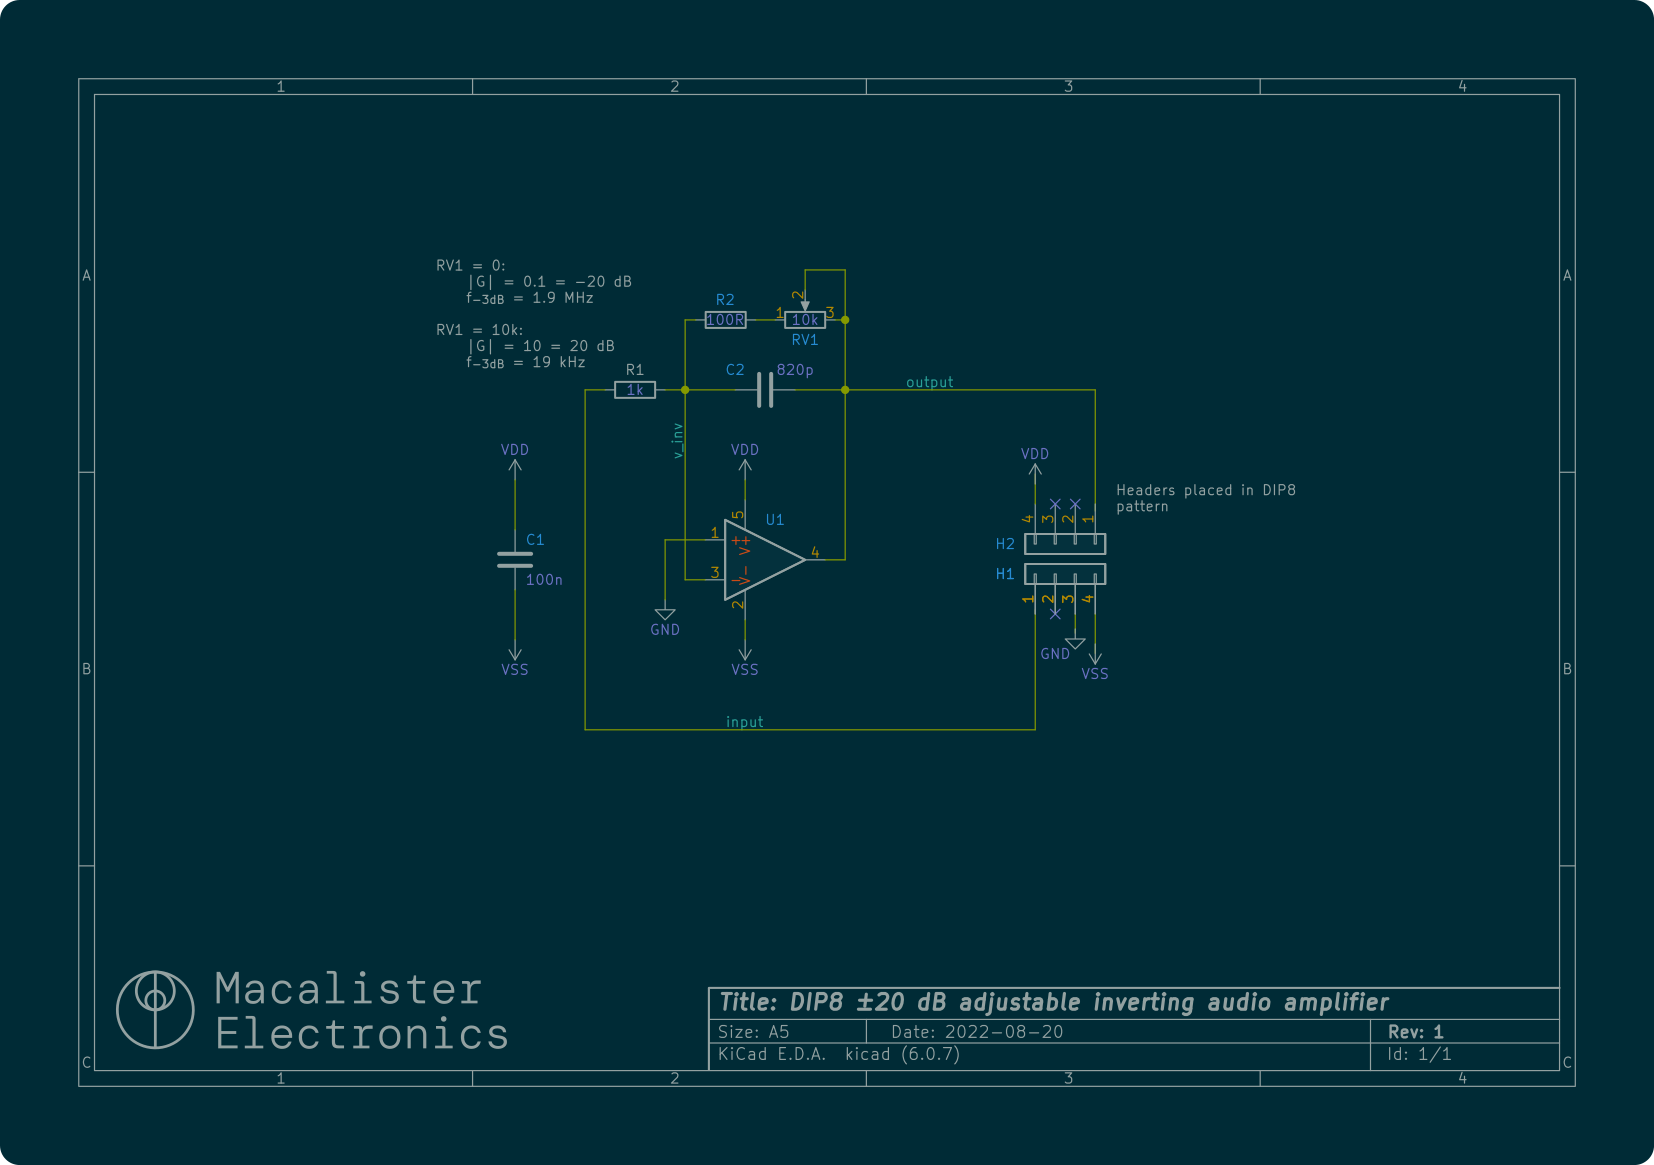 1 2 3 4
A A
RV1 = 0:
|G| = 0.1 = −20 dB
f−3dB = 1.9 MHz
RV1 = 10k:
|G| = 10 = 20 dB
f−3dB = 19 kHz
R2
100R
1 2 3
10k
RV1
R1
1k
C2 820p
output
v_inv
VDD
C1
100n
VSS
VDD
5
U1
1
+
V+
4
3
−
V−
2
GND
VSS
input
VDD
Headers placed in DIP8
pattern
4 3 2 1
H2
H1
1 2 3 4
GND
VSS
B B
Macalister
Electronics
Title: DIP8 ±20 dB adjustable inverting audio amplifier
Size: A5 Date: 2022−08−20 Rev: 1
KiCad E.D.A. kicad (6.0.7) Id: 1/1
C C
1 2 3 4